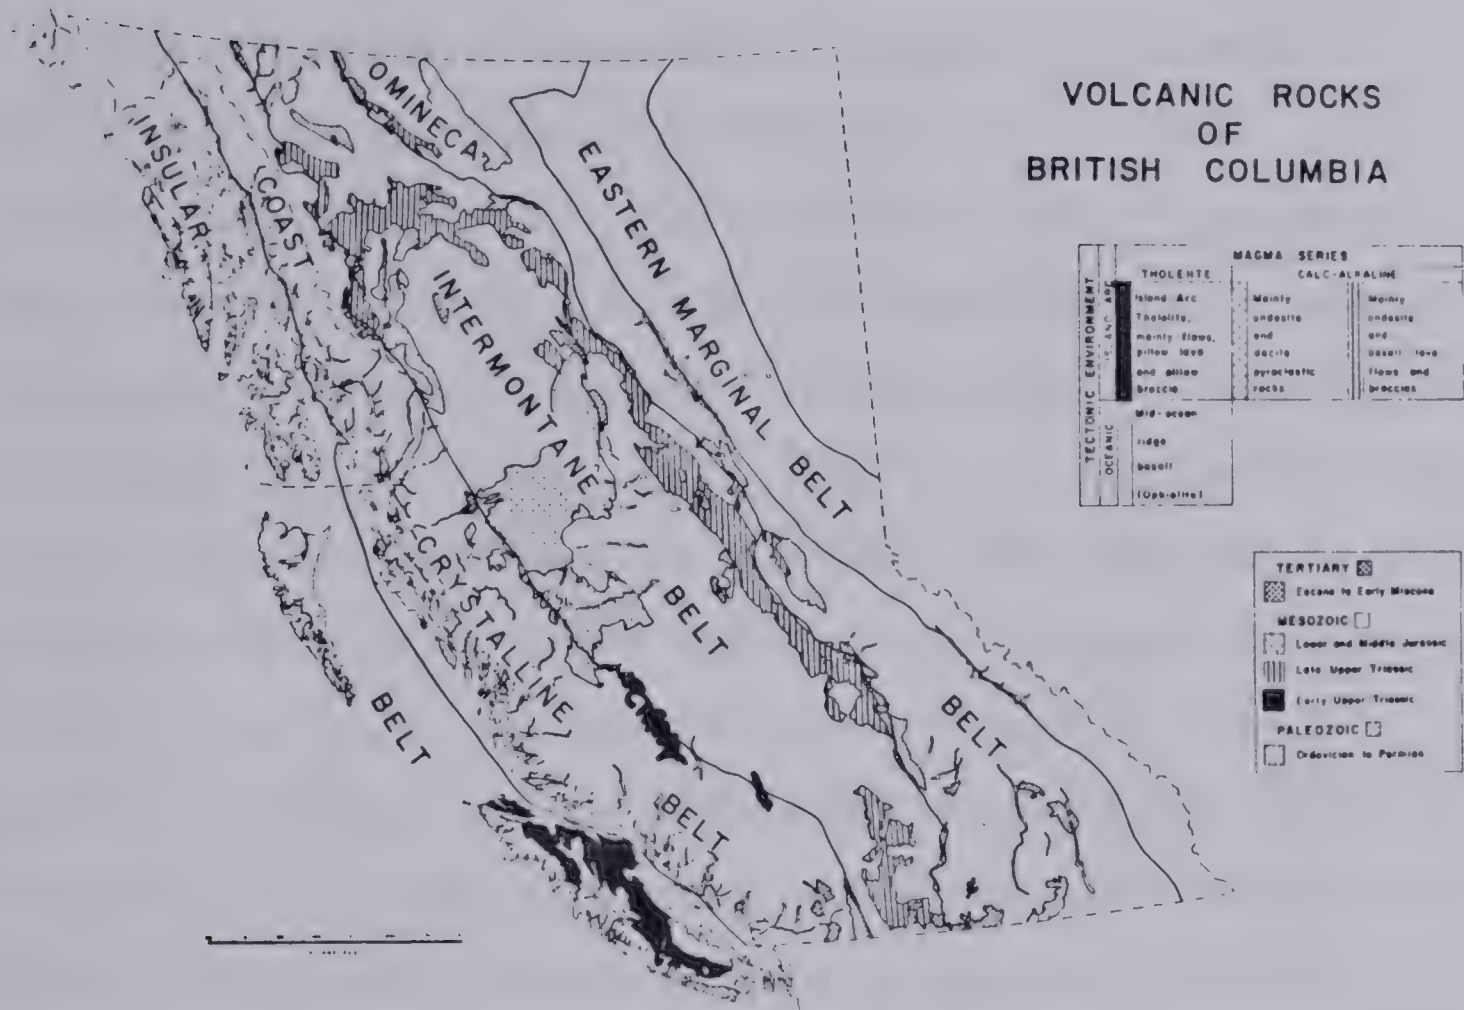 VOLCANIC ROCKS
OF
BRITISH COLUMBIA
OMINECA
INSULAR
COAST
EASTERN MARGINAL BELT
INTERMONTANE
BELT
CRYSTALLINE
BELT
BELT
BELT
MAGMA SERIES
THOLEIITE
CALC-ALKALINE
TECTONIC ENVIRONMENT
ISLAND ARC
OCEANIC
Island Arc
Tholeiite,
mainly flows,
pillow lava
and pillow
breccia
Mainly
andesite
and
dacite
pyroclastic
rocks
Mainly
andesite
and
basalt lava
flows and
breccias
Mid-ocean
ridge
basalt
(Ophiolite)
TERTIARY
Eocene to Early Miocene
MESOZOIC
Lower and Middle Jurassic
Late Upper Triassic
Early Upper Triassic
PALEOZOIC
Ordovician to Permian